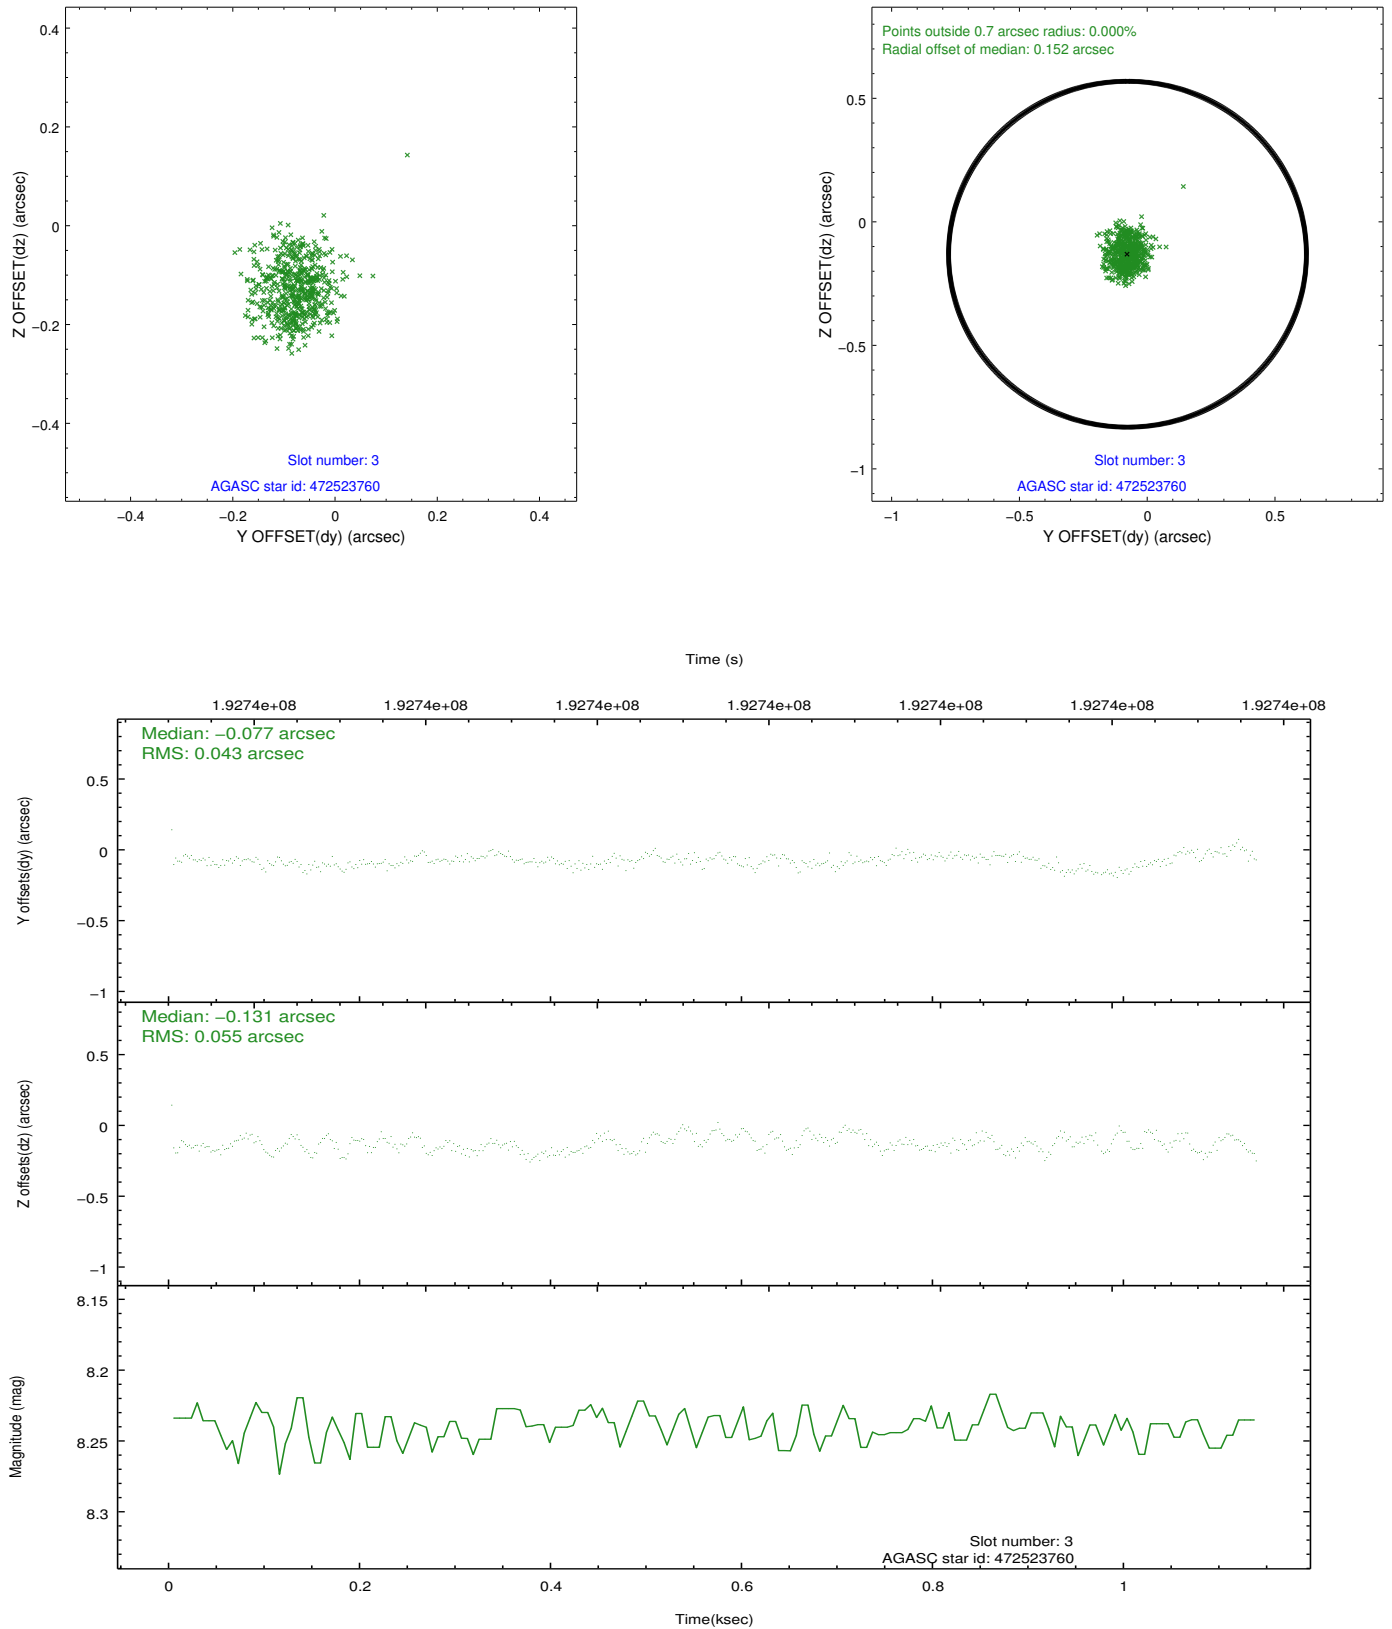 0.4
0.2
0
−0.2
−0.4
Z OFFSET(dz) (arcsec)
Slot number: 3
AGASC star id: 472523760
−0.4 −0.2 0 0.2 0.4
Y OFFSET(dy) (arcsec)
Points outside 0.7 arcsec radius: 0.000%
Radial offset of median: 0.152 arcsec
0.5
0
−0.5
−1
Z OFFSET(dz) (arcsec)
Slot number: 3
AGASC star id: 472523760
−1 −0.5 0 0.5
Y OFFSET(dy) (arcsec)
Time (s)
1.9274e+08 1.9274e+08 1.9274e+08 1.9274e+08 1.9274e+08 1.9274e+08 1.9274e+08
Median: −0.077 arcsec
RMS: 0.043 arcsec
0.5
0
−0.5
−1
Y offsets(dy) (arcsec)
Median: −0.131 arcsec
RMS: 0.055 arcsec
0.5
0
−0.5
−1
Z offsets(dz) (arcsec)
8.15
8.2
8.25
8.3
Magnitude (mag)
Slot number: 3
AGASC star id: 472523760
0 0.2 0.4 0.6 0.8 1
Time(ksec)